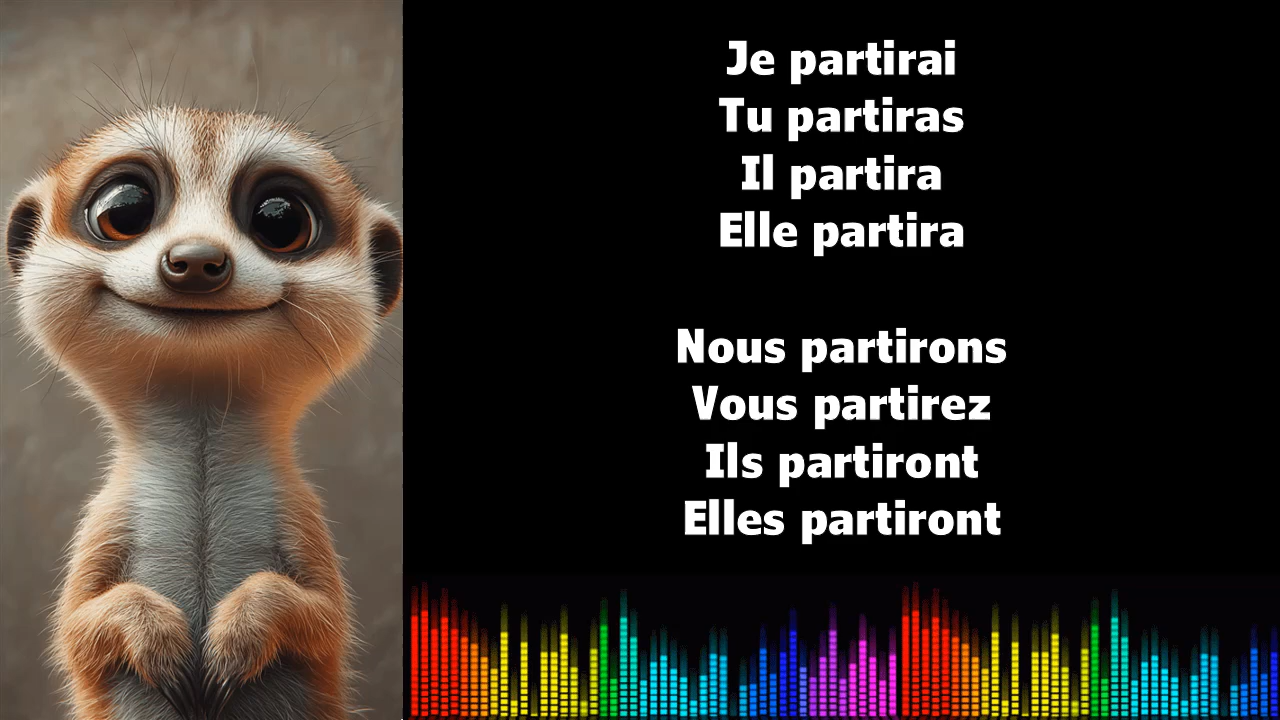 Je partirai
Tu partiras
Il partira
Elle partira
Nous partirons
Vous partirez
Ils partiront
Elles partiront